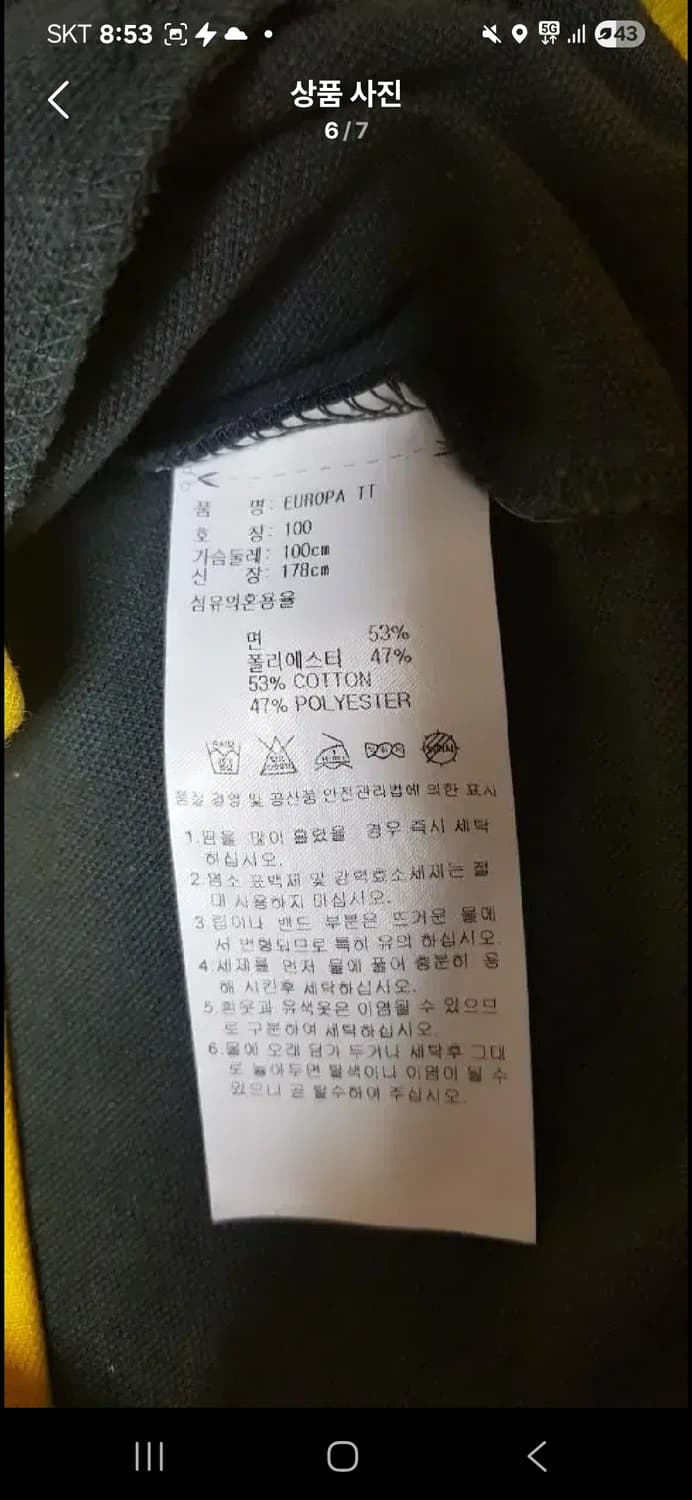 SKT 8:53
5G
43
상품 사진
6/7
품 명: EUROPA TT
호 칭: 100
가슴둘레: 100cm
신 장: 178cm
섬유의혼용율
면 53%
폴리에스터 47%
53% COTTON
47% POLYESTER
품질 경영 및 공산품 안전관리법에 의한 표시
1.땀을 많이 흘렸을 경우 즉시 세탁
하십시오.
2.염소 표백제 및 강력효소세제는 절
대 사용하지 마십시오.
3.립이나 밴드 부분은 뜨거운 물에
서 변형되므로 특히 유의 하십시오.
4.세제를 먼저 물에 풀어 충분히 용
해 시킨후 세탁하십시오.
5.흰옷과 유색옷은 이염될 수 있으므
로 구분하여 세탁하십시오.
6.물에 오래 담가 두거나 세탁후 그대
로 놓아두면 탈색이나 이염이 될 수
있으니 곧 탈수하여 주십시오.